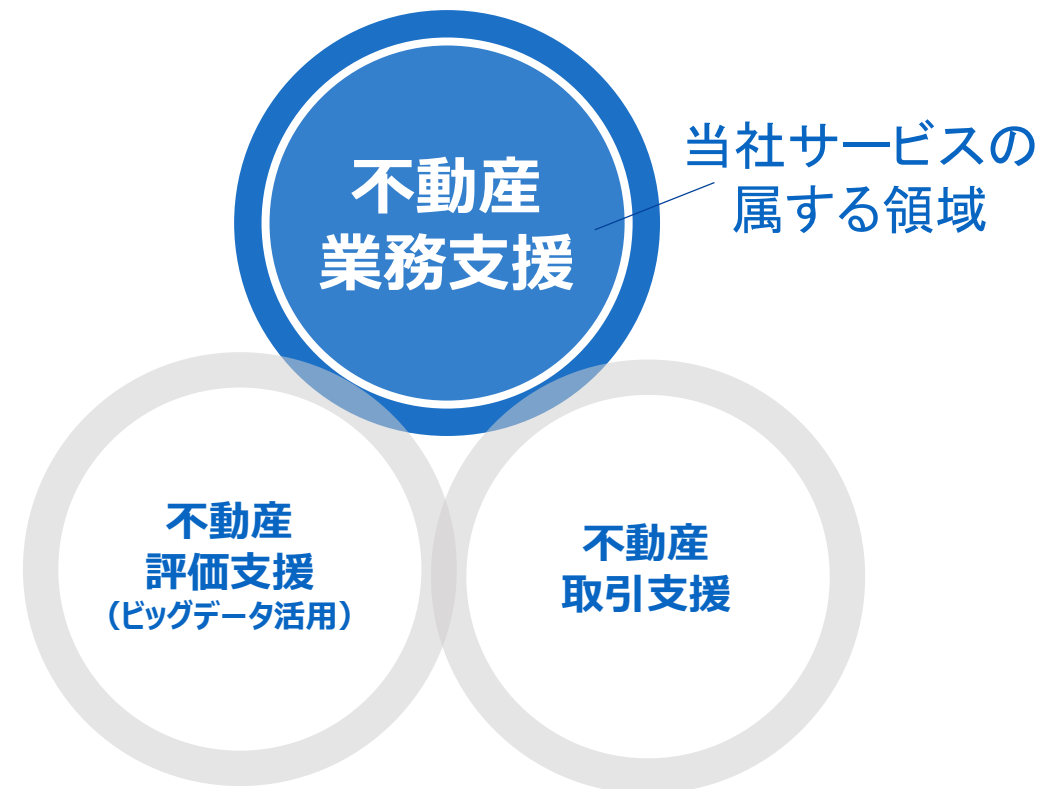 不動産
業務支援
当社サービスの
属する領域
不動産
評価支援
（ビッグデータ活用）
不動産
取引支援